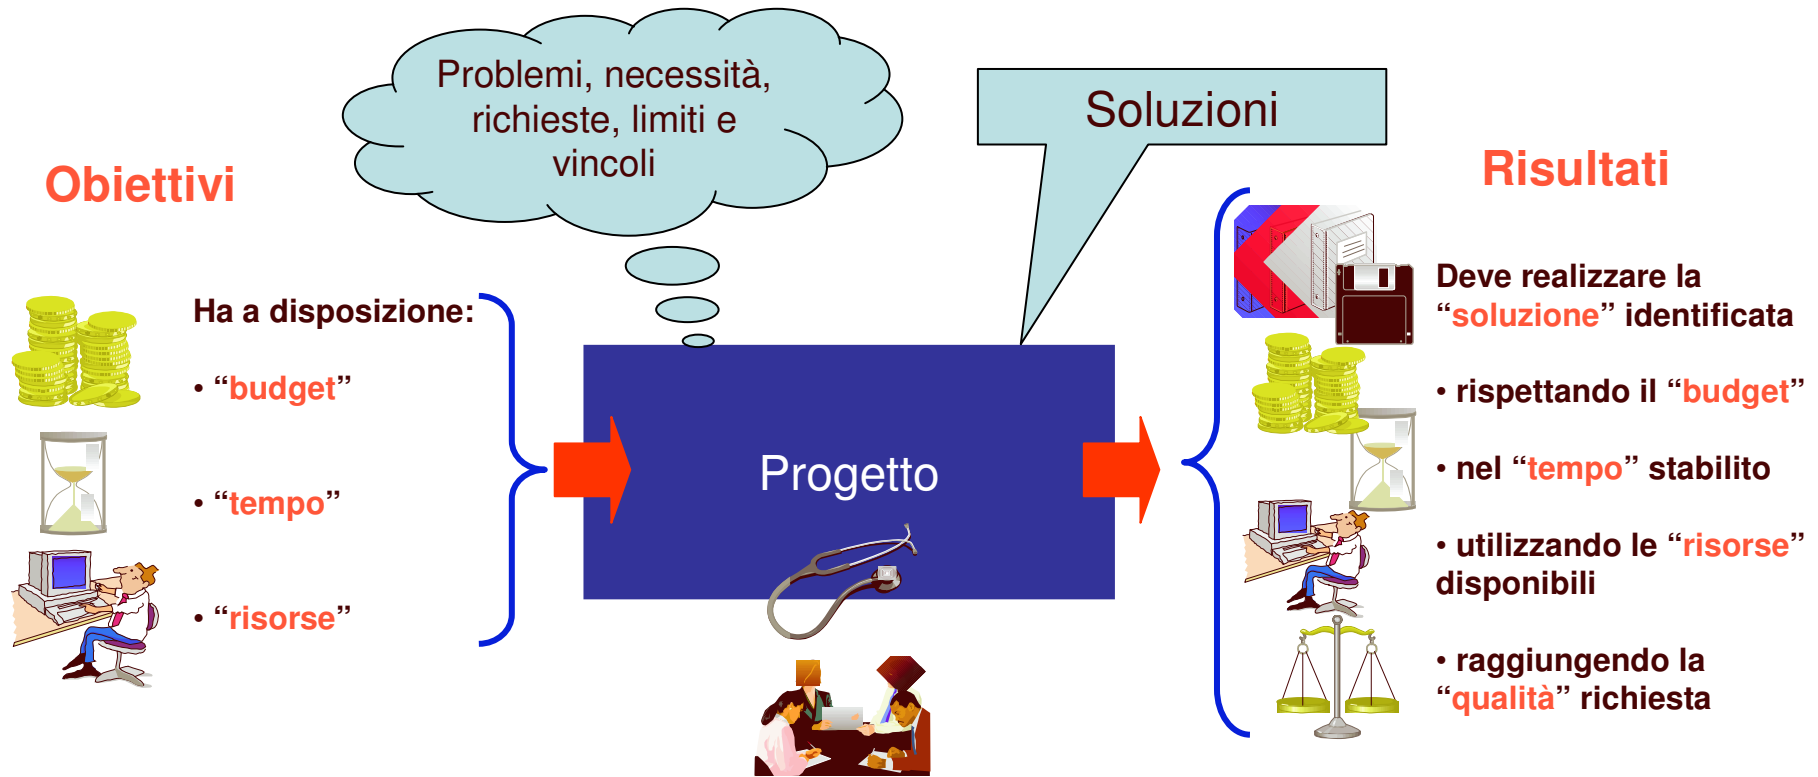 Problemi, necessità,
richieste, limiti e
vincoli
Soluzioni
Obiettivi
Ha a disposizione:
• “budget”
• “tempo”
• “risorse”
Progetto
Risultati
Deve realizzare la
“soluzione” identificata
• rispettando il “budget”
• nel “tempo” stabilito
• utilizzando le “risorse”
disponibili
• raggiungendo la
“qualità” richiesta